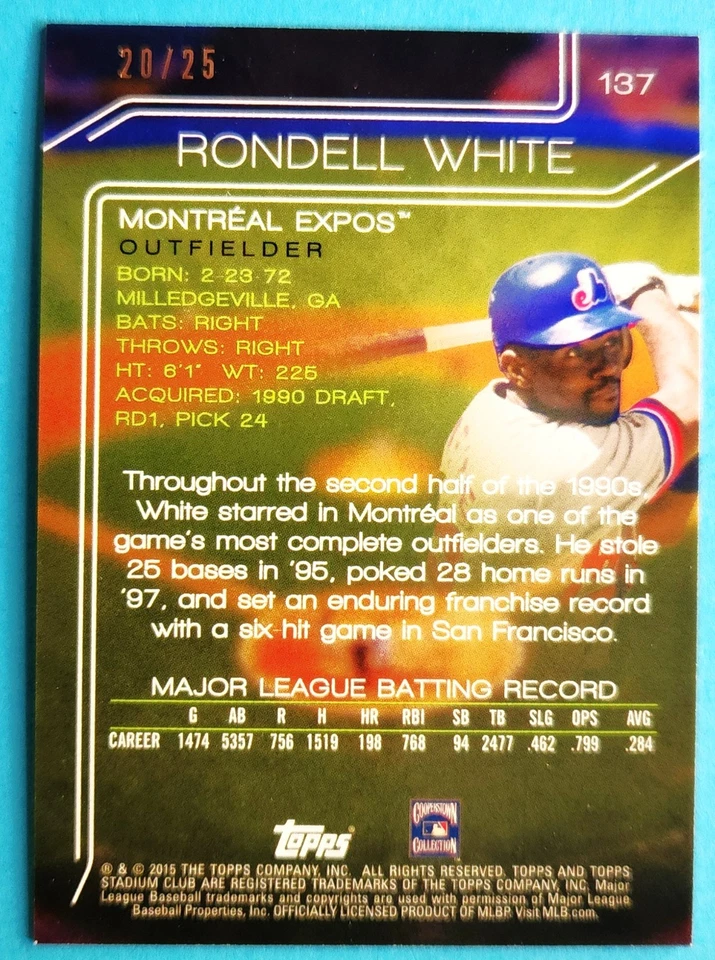 20/25
137
RONDELL WHITE
MONTRÉAL EXPOS™
OUTFIELDER
BORN: 2-23-72
MILLEDGEVILLE, GA
BATS: RIGHT
THROWS: RIGHT
HT: 6'1" WT: 225
ACQUIRED: 1990 DRAFT,
RD1, PICK 24
Throughout the second half of the 1990s,
White starred in Montréal as one of the
game's most complete outfielders. He stole
25 bases in '95, poked 28 home runs in
'97, and set an enduring franchise record
with a six-hit game in San Francisco.
MAJOR LEAGUE BATTING RECORD
G AB R H HR RBI SB TB SLG OPS AVG
CAREER 1474 5357 756 1519 198 768 94 2477 .462 .799 .284
TOPPS
COOPERSTOWN
COLLECTION
® & © 2015 THE TOPPS COMPANY, INC. ALL RIGHTS RESERVED. TOPPS AND TOPPS
STADIUM CLUB ARE REGISTERED TRADEMARKS OF THE TOPPS COMPANY, INC. Major
League Baseball trademarks and copyrights are used with permission of Major League
Baseball Properties, Inc. OFFICIALLY LICENSED PRODUCT OF MLBP Visit MLB.com.